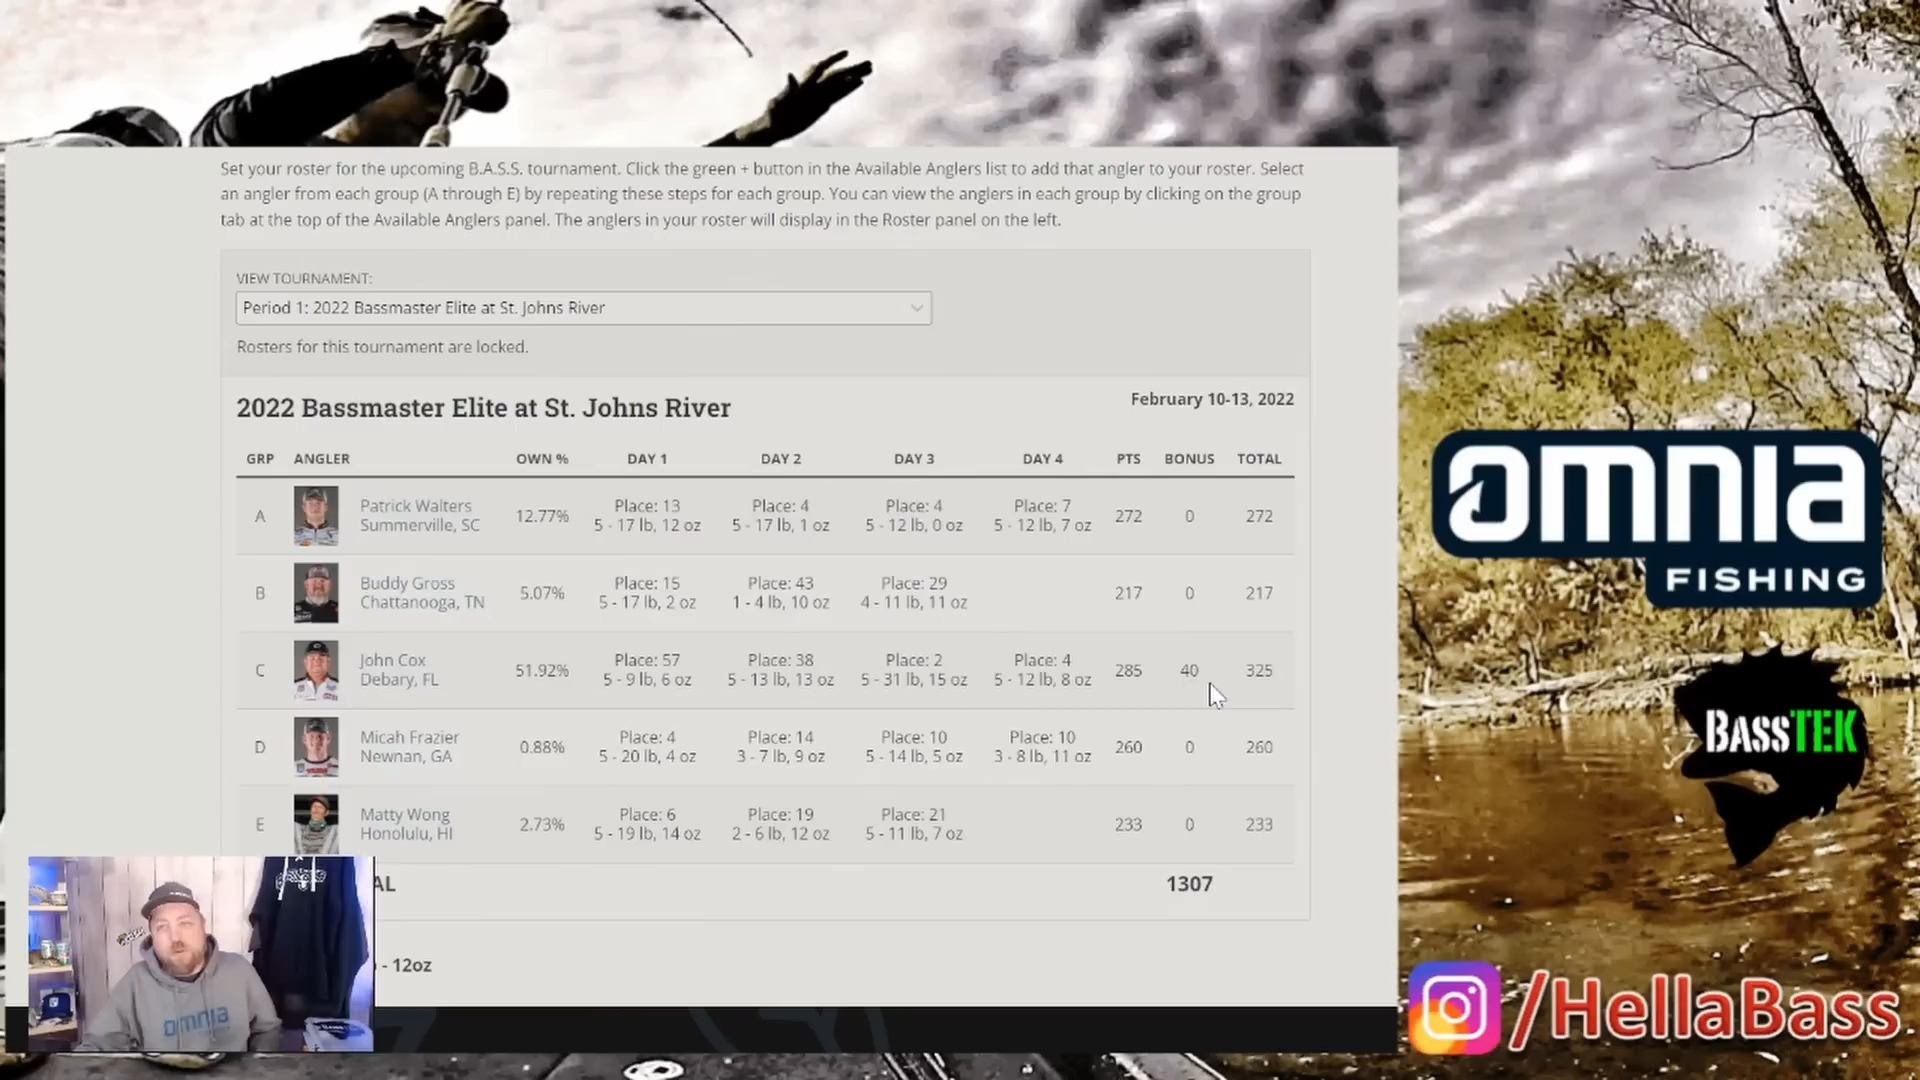 Set your roster for the upcoming B.A.S.S. tournament. Click the green + button in the Available Anglers list to add that angler to your roster. Select
an angler from each group (A through E) by repeating these steps for each group. You can view the anglers in each group by clicking on the group
tab at the top of the Available Anglers panel. The anglers in your roster will display in the Roster panel on the left.
VIEW TOURNAMENT:
Period 1: 2022 Bassmaster Elite at St. Johns River
Rosters for this tournament are locked.
2022 Bassmaster Elite at St. Johns River February 10-13, 2022
GRP ANGLER OWN % DAY 1 DAY 2 DAY 3 DAY 4 PTS BONUS TOTAL
A Patrick Walters Summerville, SC 12.77% Place: 13 5 - 17 lb, 12 oz Place: 4 5 - 17 lb, 1 oz Place: 4 5 - 12 lb, 0 oz Place: 7 5 - 12 lb, 7 oz 272 0 272
B Buddy Gross Chattanooga, TN 5.07% Place: 15 5 - 17 lb, 2 oz Place: 43 1 - 4 lb, 10 oz Place: 29 4 - 11 lb, 11 oz 217 0 217
C John Cox Debary, FL 51.92% Place: 57 5 - 9 lb, 6 oz Place: 38 5 - 13 lb, 13 oz Place: 2 5 - 31 lb, 15 oz Place: 4 5 - 12 lb, 8 oz 285 40 325
D Micah Frazier Newnan, GA 0.88% Place: 4 5 - 20 lb, 4 oz Place: 14 3 - 7 lb, 9 oz Place: 10 5 - 14 lb, 5 oz Place: 10 3 - 8 lb, 11 oz 260 0 260
E Matty Wong Honolulu, HI 2.73% Place: 6 5 - 19 lb, 14 oz Place: 19 2 - 6 lb, 12 oz Place: 21 5 - 11 lb, 7 oz 233 0 233
AL 1307
- 12oz
omnia
FISHING
BASSTEK
/HellaBass
omnia